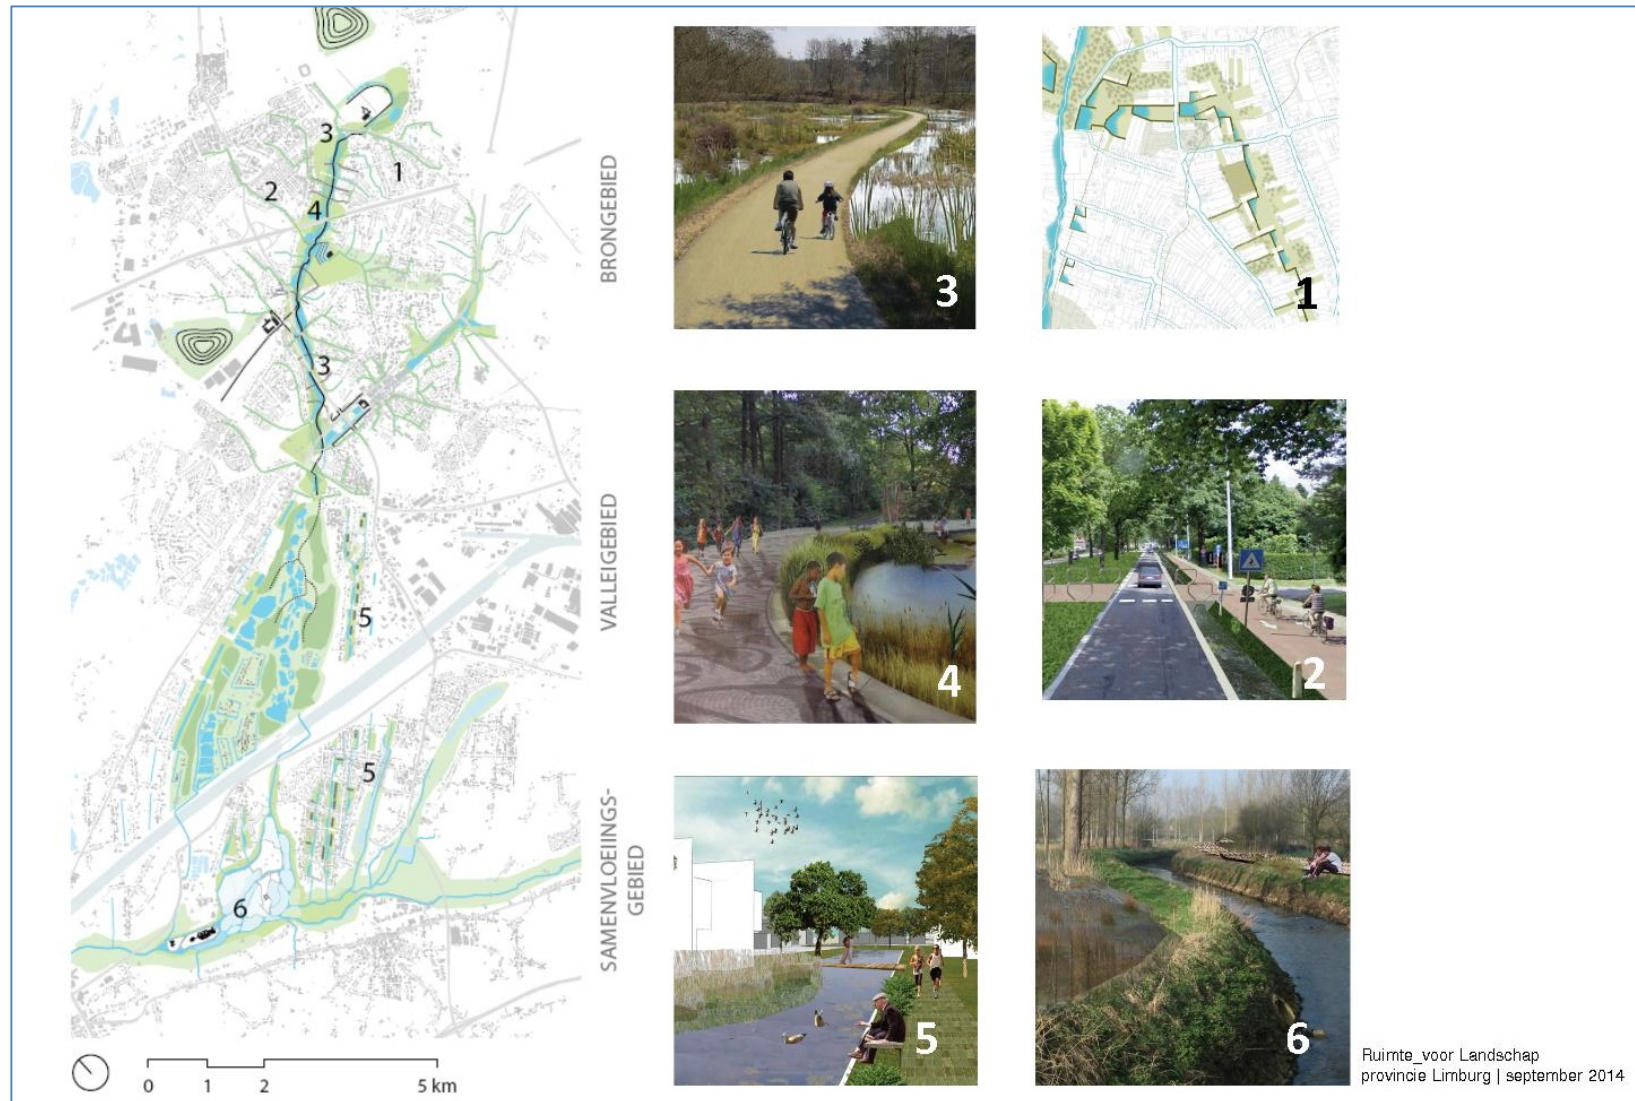 3
1
2
4
3
5
5
6
BRONGEBIED
VALLEIGEBIED
SAMENVLOEIINGS-
GEBIED
0 1 2 5 km
3
1
4
2
5
6
Ruimte_voor Landschap
provincie Limburg | september 2014